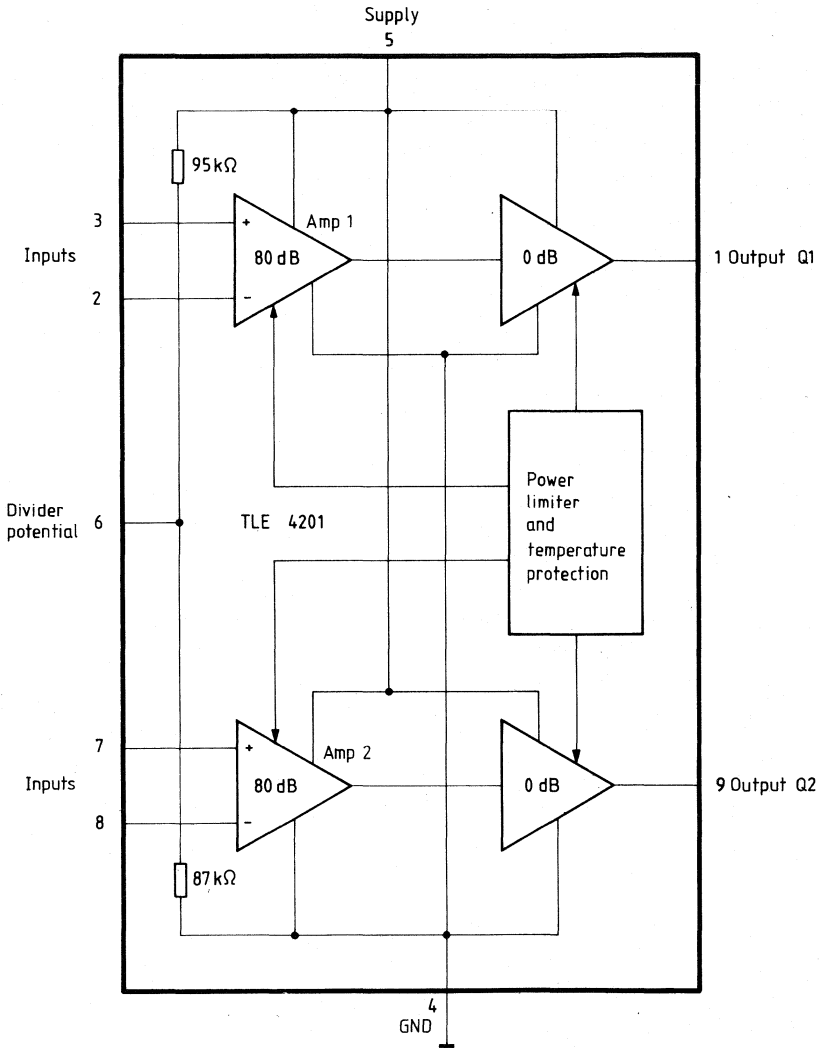 Supply
5
95kΩ
3
+
Amp 1
Inputs
80 dB
0 dB
1 Output Q1
2
−
Power
limiter
and
temperature
protection
Divider
potential
6
TLE 4201
7
+
Amp 2
Inputs
80 dB
0 dB
9 Output Q2
8
−
87kΩ
4
GND